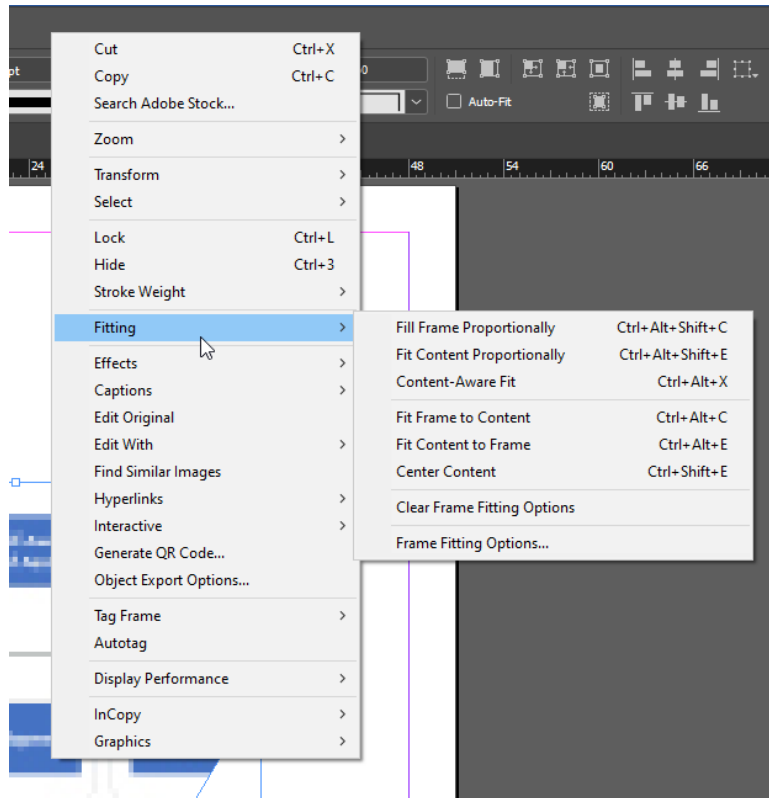 pt
0
Auto-Fit
24
48
54
60
66
Cut Ctrl+X
Copy Ctrl+C
Search Adobe Stock...
Zoom
Transform
Select
Lock Ctrl+L
Hide Ctrl+3
Stroke Weight
Fitting
Effects
Captions
Edit Original
Edit With
Find Similar Images
Hyperlinks
Interactive
Generate QR Code...
Object Export Options...
Tag Frame
Autotag
Display Performance
InCopy
Graphics
Fill Frame Proportionally Ctrl+Alt+Shift+C
Fit Content Proportionally Ctrl+Alt+Shift+E
Content-Aware Fit Ctrl+Alt+X
Fit Frame to Content Ctrl+Alt+C
Fit Content to Frame Ctrl+Alt+E
Center Content Ctrl+Shift+E
Clear Frame Fitting Options
Frame Fitting Options...